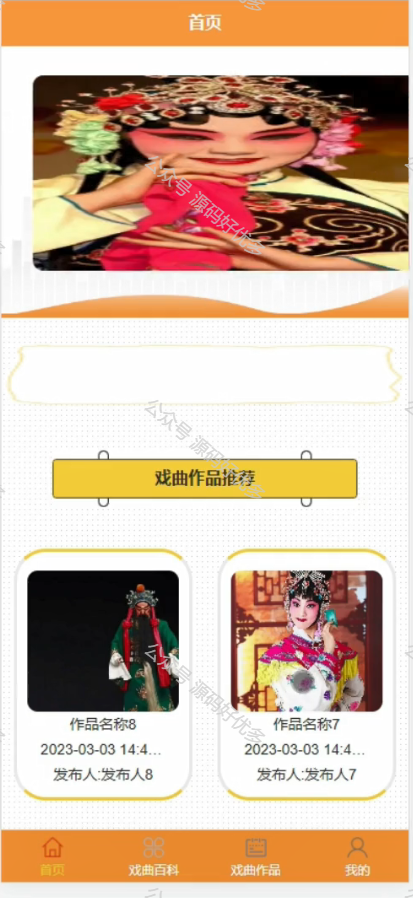 首页
公众号 源码好优多
公众号 源码好优多
戏曲作品推荐
作品名称8
2023-03-03 14:4...
发布人:发布人8
作品名称7
2023-03-03 14:4...
发布人:发布人7
公众号 源码好优多
首页
戏曲百科
戏曲作品
我的